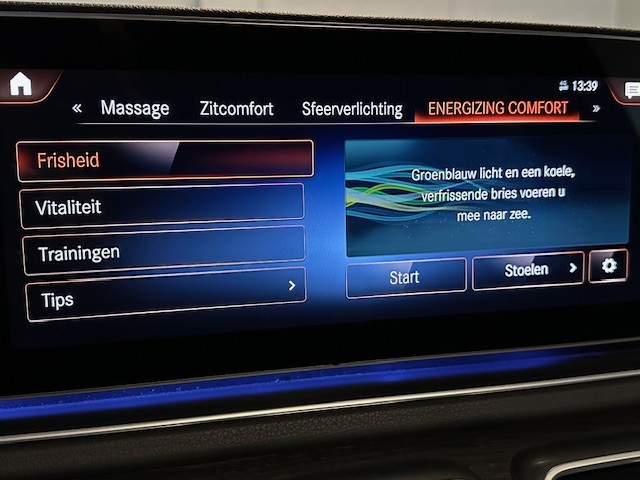 4G 13:39
« Massage Zitcomfort Sfeerverlichting ENERGIZING COMFORT »
Frisheid
Vitaliteit
Trainingen
Tips >
Groenblauw licht en een koele,
verfrissende bries voeren u
mee naar zee.
Start
Stoelen >